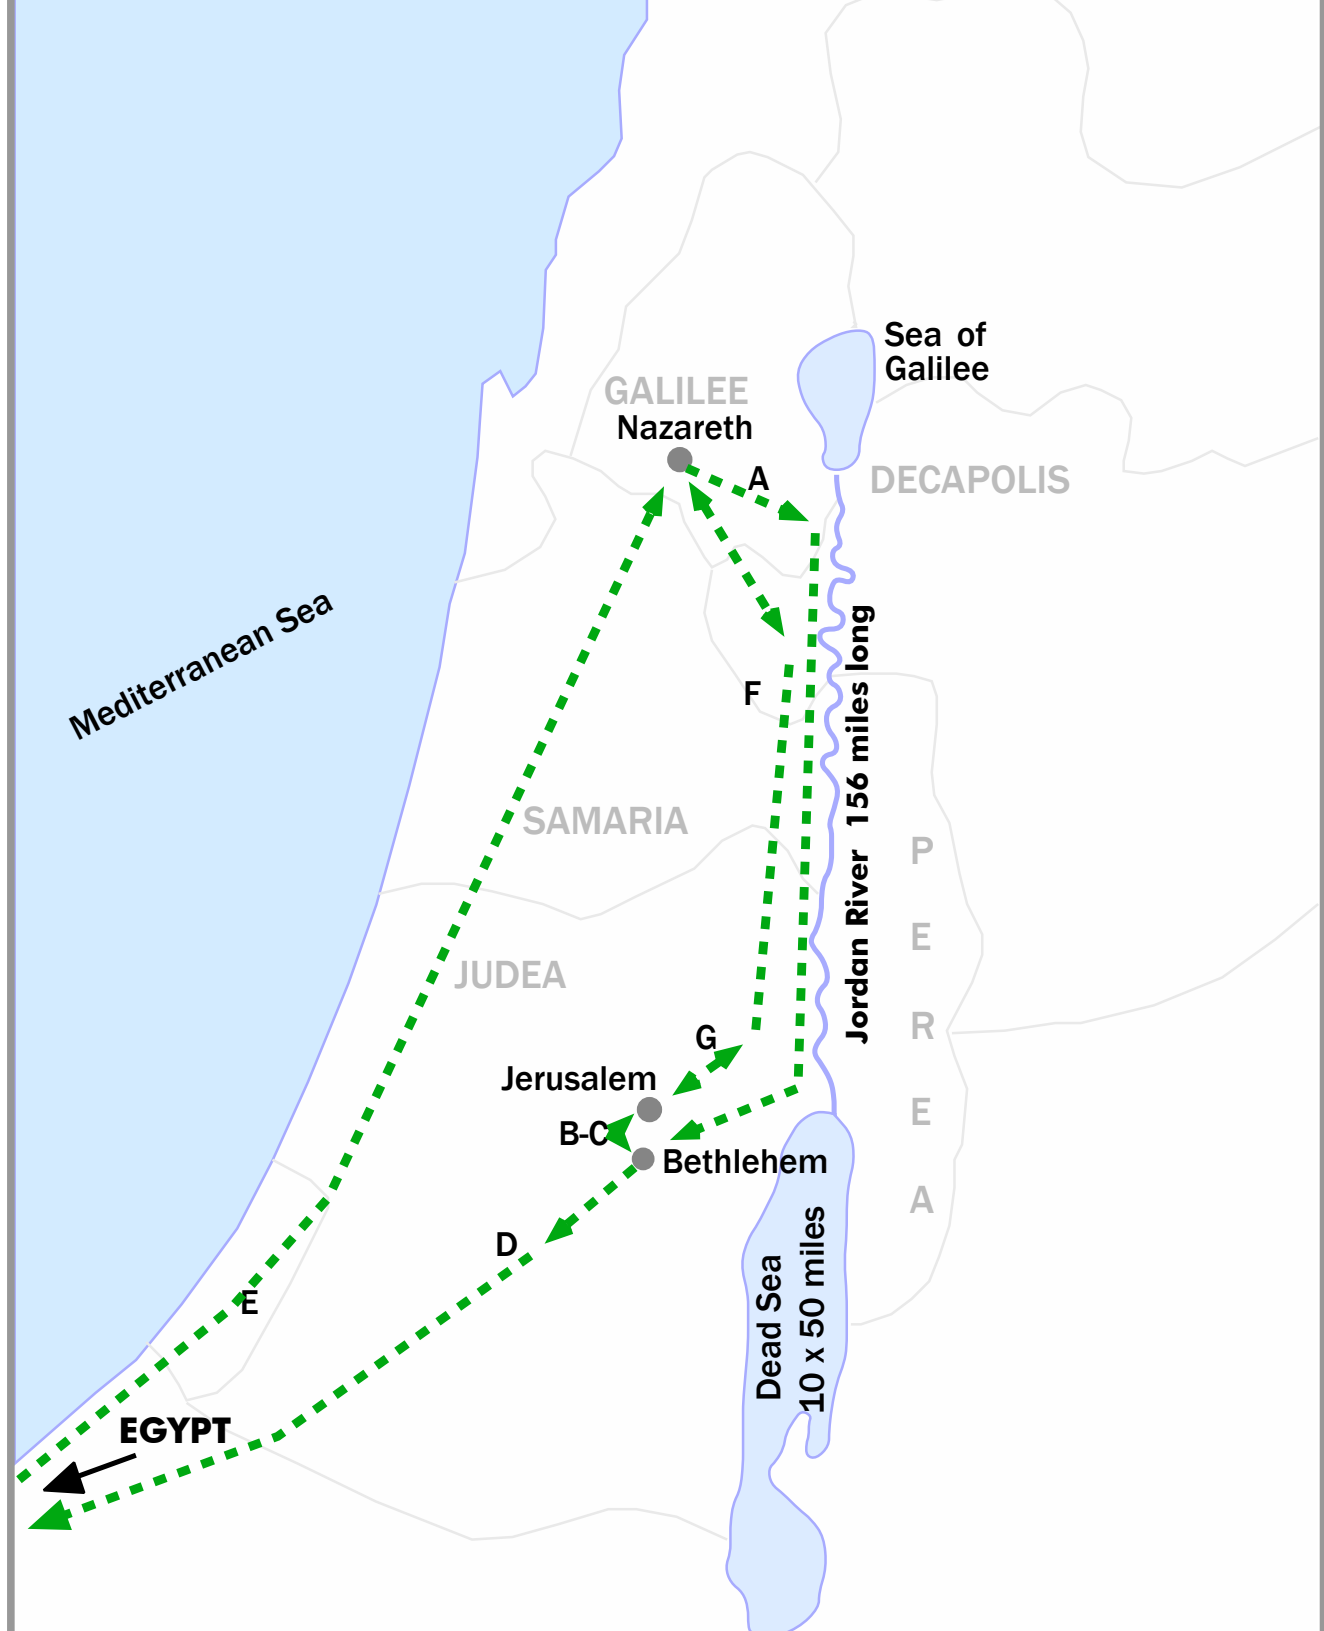 Sea of
Galilee
GALILEE
Nazareth
A
DECAPOLIS
Mediterranean Sea
F
Jordan River 156 miles long
SAMARIA
P
E
R
E
A
JUDEA
G
Jerusalem
B-C
Bethlehem
D
E
Dead Sea
10 x 50 miles
EGYPT